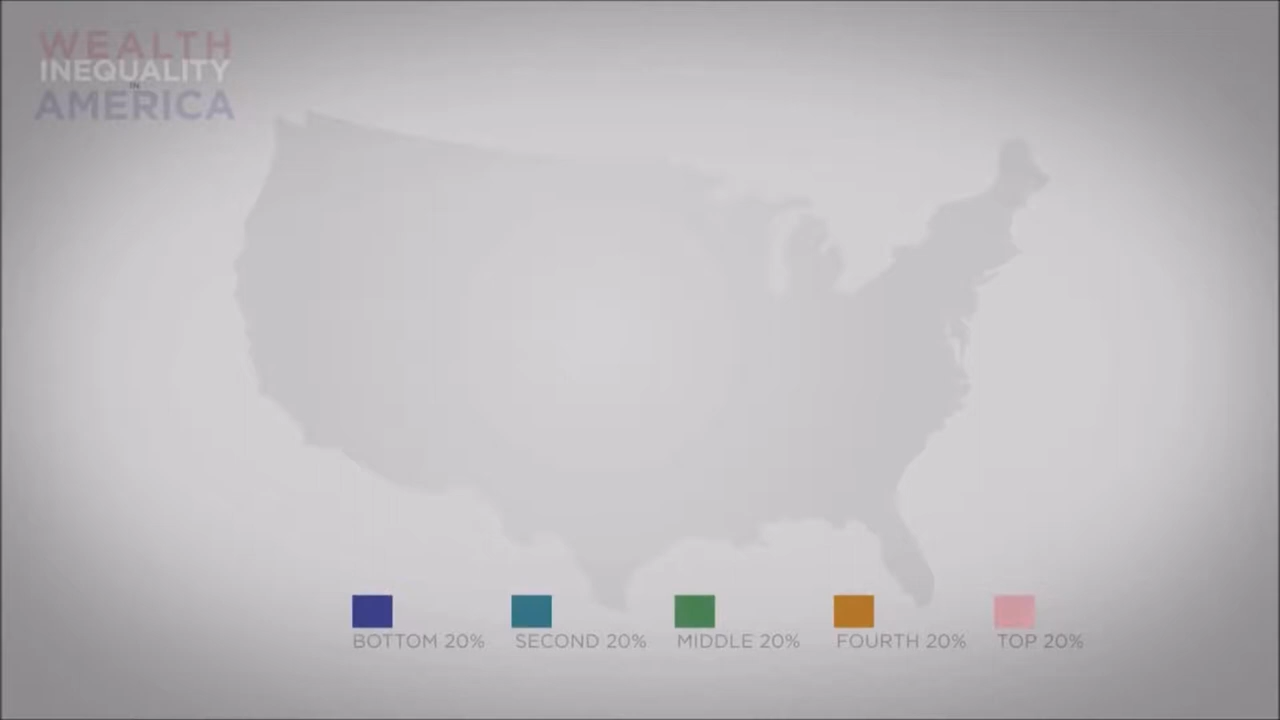 WEALTH
INEQUALITY
IN
AMERICA
BOTTOM 20% SECOND 20% MIDDLE 20% FOURTH 20% TOP 20%